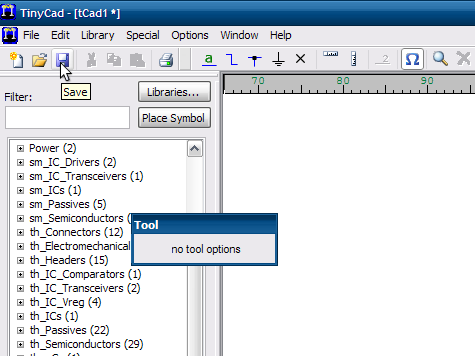 TinyCad - [tCad1 *]
File Edit Library Special Options Window Help
a
Filter:
Save
Libraries...
Place Symbol
70 80 90
Power (2)
sm_IC_Drivers (2)
sm_IC_Transceivers (1)
sm_ICs (1)
sm_Passives (5)
sm_Semiconductors
th_Connectors (12)
th_Electromechanical
th_Headers (15)
th_IC_Comparators (1)
th_IC_Transceivers (2)
th_IC_Vreg (4)
th_ICs (1)
th_Passives (22)
th_Semiconductors (29)
Tool
no tool options